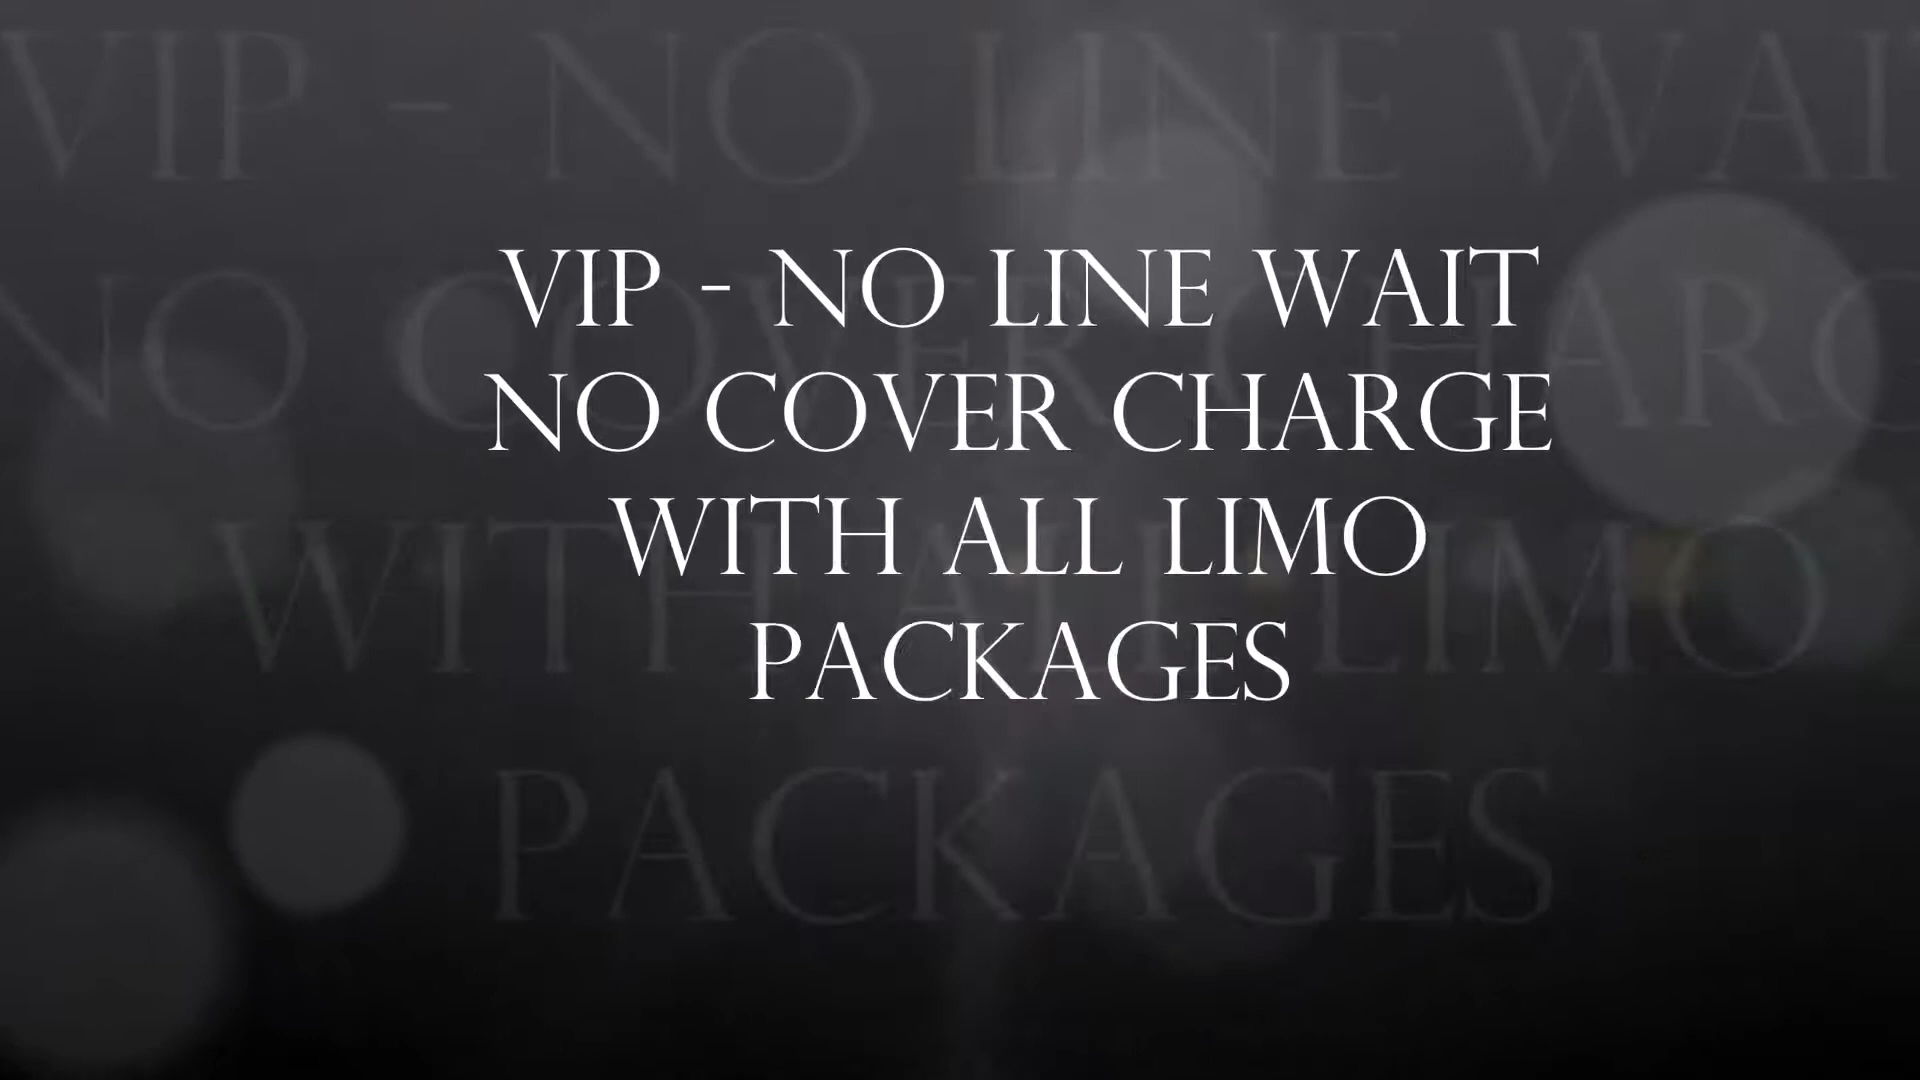 VIP - NO LINE WAIT
NO COVER CHARGE
WITH ALL LIMO
PACKAGES